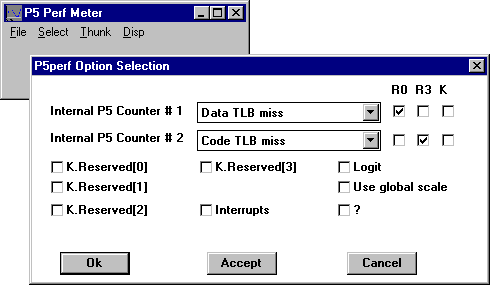 P5 Perf Meter
File Select Thunk Disp
P5perf Option Selection
R0 R3 K
Internal P5 Counter # 1 Data TLB miss
Internal P5 Counter # 2 Code TLB miss
K.Reserved[0] K.Reserved[3] Logit
K.Reserved[1] Use global scale
K.Reserved[2] Interrupts ?
Ok Accept Cancel